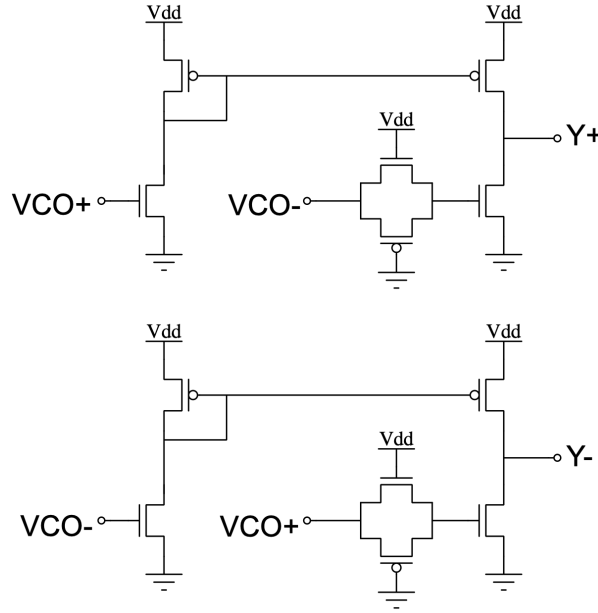 Vdd Vdd
Vdd
Y+
VCO+ VCO-
Vdd Vdd
Vdd
Y-
VCO- VCO+